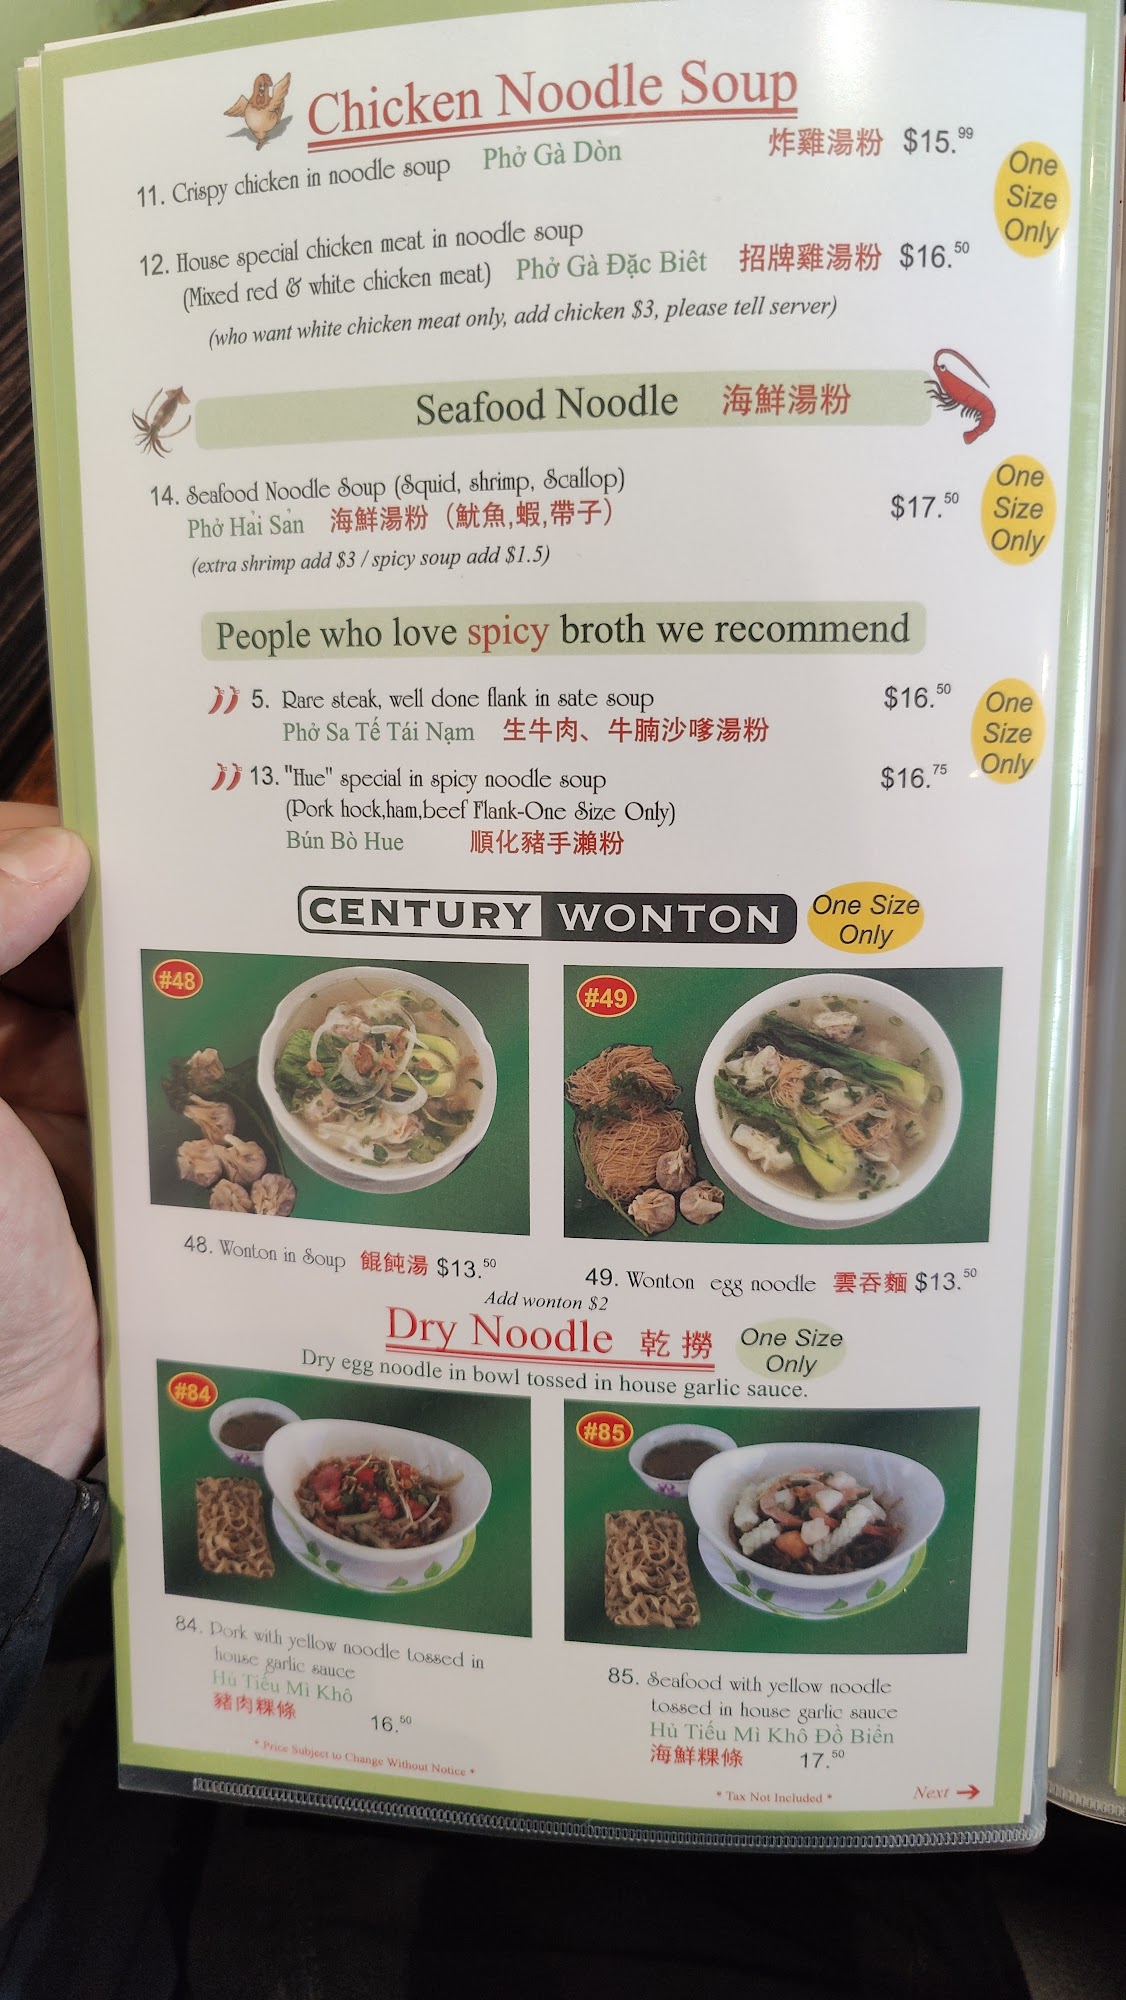 Chicken Noodle Soup
11. Crispy chicken in noodle soup Phở Gà Dòn 炸雞湯粉 $15.99
One
Size
Only
12. House special chicken meat in noodle soup
(Mixed red & white chicken meat) Phở Gà Đặc Biêt 招牌雞湯粉 $16.50
(who want white chicken meat only, add chicken $3, please tell server)
Seafood Noodle 海鮮湯粉
14. Seafood Noodle Soup (Squid, shrimp, Scallop) $17.50
Phở Hải Sản 海鮮湯粉 (魷魚,蝦,帶子)
(extra shrimp add $3 / spicy soup add $1.5)
One
Size
Only
People who love spicy broth we recommend
5. Rare steak, well done flank in sate soup $16.50
Phở Sa Tế Tái Nạm 生牛肉、牛腩沙嗲湯粉
One
Size
Only
13. "Hue" special in spicy noodle soup $16.75
(Pork hock,ham,beef Flank-One Size Only)
Bún Bò Hue 順化豬手瀨粉
CENTURY WONTON
One Size
Only
#48
#49
48. Wonton in Soup 餛飩湯 $13.50
49. Wonton egg noodle 雲吞麵 $13.50
Add wonton $2
Dry Noodle 乾撈
One Size
Only
Dry egg noodle in bowl tossed in house garlic sauce.
#84
#85
84. Pork with yellow noodle tossed in
house garlic sauce
Hủ Tiếu Mì Khô
豬肉粿條 16.50
85. Seafood with yellow noodle
tossed in house garlic sauce
Hủ Tiếu Mì Khô Đồ Biển
海鮮粿條 17.50
* Price Subject to Change Without Notice *
* Tax Not Included *
Next